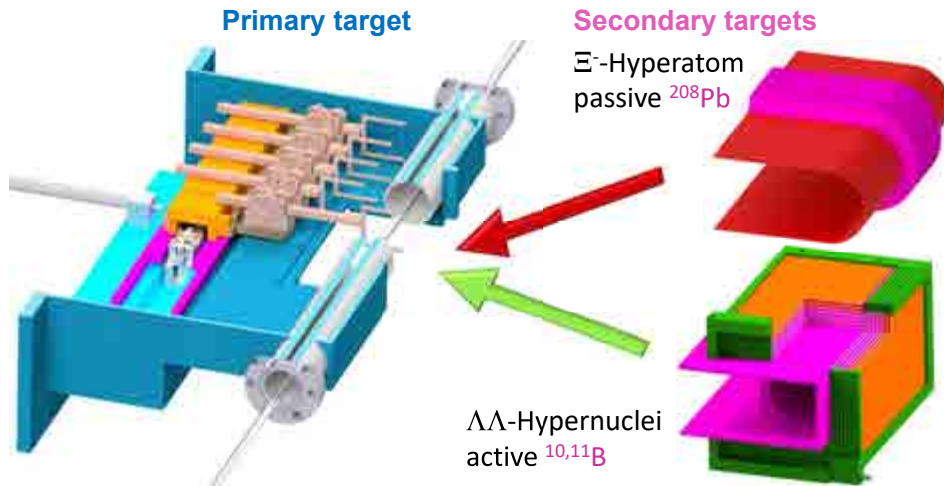 Primary target
Secondary targets
Ξ⁻-Hyperatom
passive ²⁰⁸Pb
ΛΛ-Hypernuclei
active ¹⁰,¹¹B